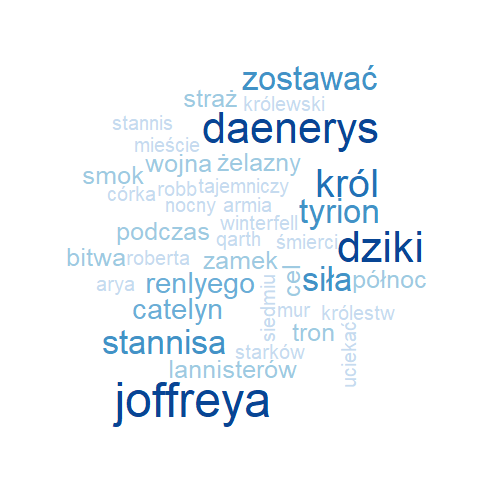 zostawać
straż
królewski
stannis
daenerys
mieście
wojna
żelazny
smok
król
córka
robb
tajemniczy
nocny
armia
tyrion
winterfell
podczas
qarth
śmierci
dziki
bitwa
roberta
zamek
cel
siła
północ
arya
renlyego
siedmiu
catelyn
mur
królestw
stannisa
tron
uciekać
starków
lannisterów
joffreya